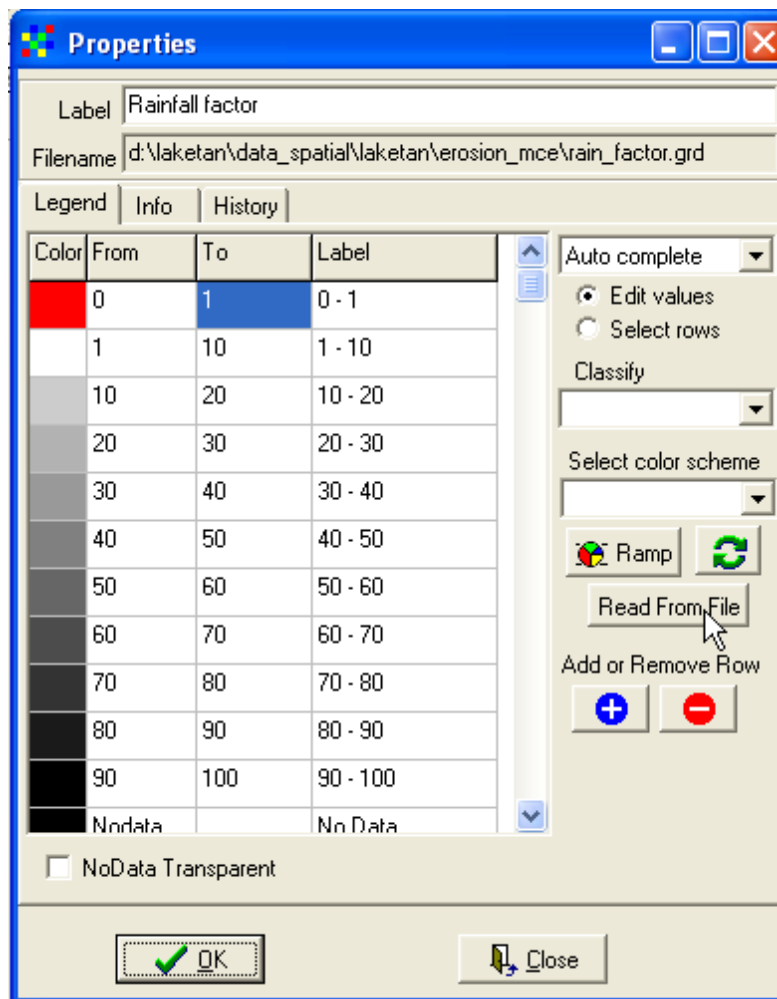 Properties
Label Rainfall factor
Filename d:\laketan\data_spatial\laketan\erosion_mce\rain_factor.grd
Legend Info History
Color From To Label
0 1 0 - 1
1 10 1 - 10
10 20 10 - 20
20 30 20 - 30
30 40 30 - 40
40 50 40 - 50
50 60 50 - 60
60 70 60 - 70
70 80 70 - 80
80 90 80 - 90
90 100 90 - 100
Nodata No Data
Auto complete
Edit values
Select rows
Classify
Select color scheme
Ramp
Read From File
Add or Remove Row
NoData Transparent
OK Close